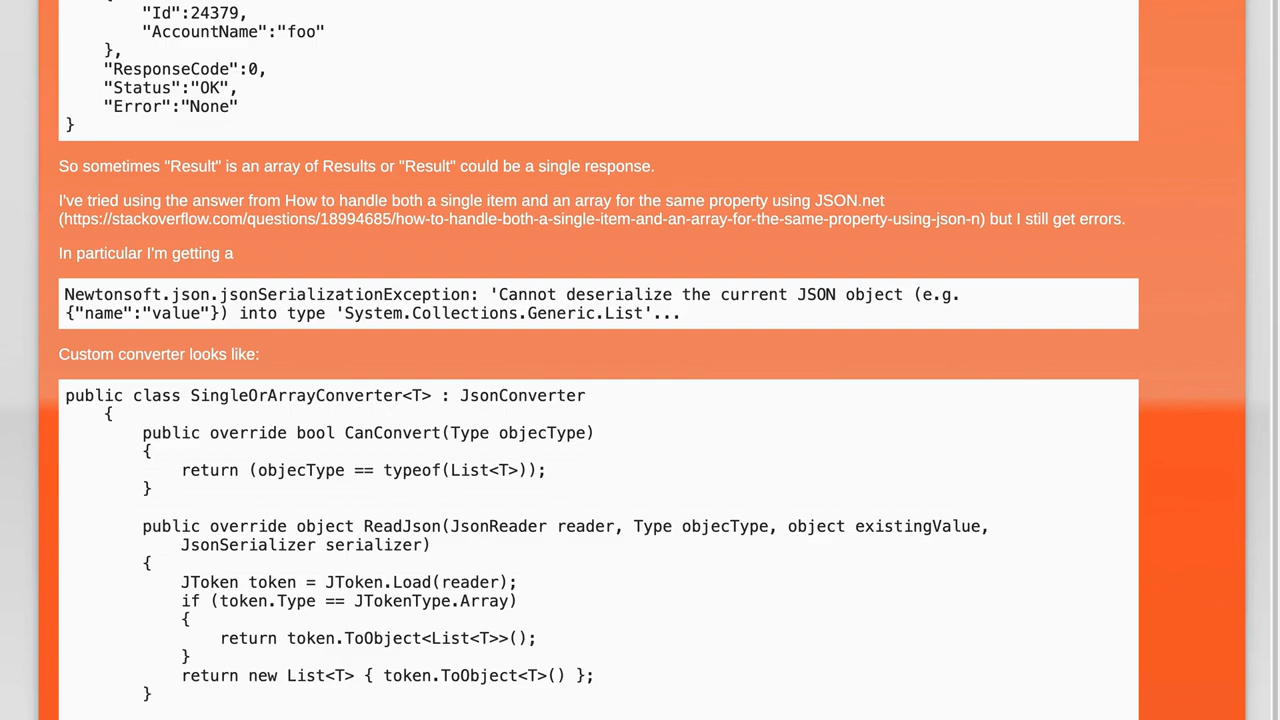 "Id":24379,
"AccountName":"foo"
},
"ResponseCode":0,
"Status":"OK",
"Error":"None"
}
So sometimes "Result" is an array of Results or "Result" could be a single response.
I've tried using the answer from How to handle both a single item and an array for the same property using JSON.net
(https://stackoverflow.com/questions/18994685/how-to-handle-both-a-single-item-and-an-array-for-the-same-property-using-json-n) but I still get errors.
In particular I'm getting a
Newtonsoft.json.jsonSerializationException: 'Cannot deserialize the current JSON object (e.g.
{"name":"value"}) into type 'System.Collections.Generic.List'...
Custom converter looks like:
public class SingleOrArrayConverter<T> : JsonConverter
{
public override bool CanConvert(Type objecType)
{
return (objecType == typeof(List<T>));
}
public override object ReadJson(JsonReader reader, Type objecType, object existingValue,
JsonSerializer serializer)
{
JToken token = JToken.Load(reader);
if (token.Type == JTokenType.Array)
{
return token.ToObject<List<T>>();
}
return new List<T> { token.ToObject<T>() };
}